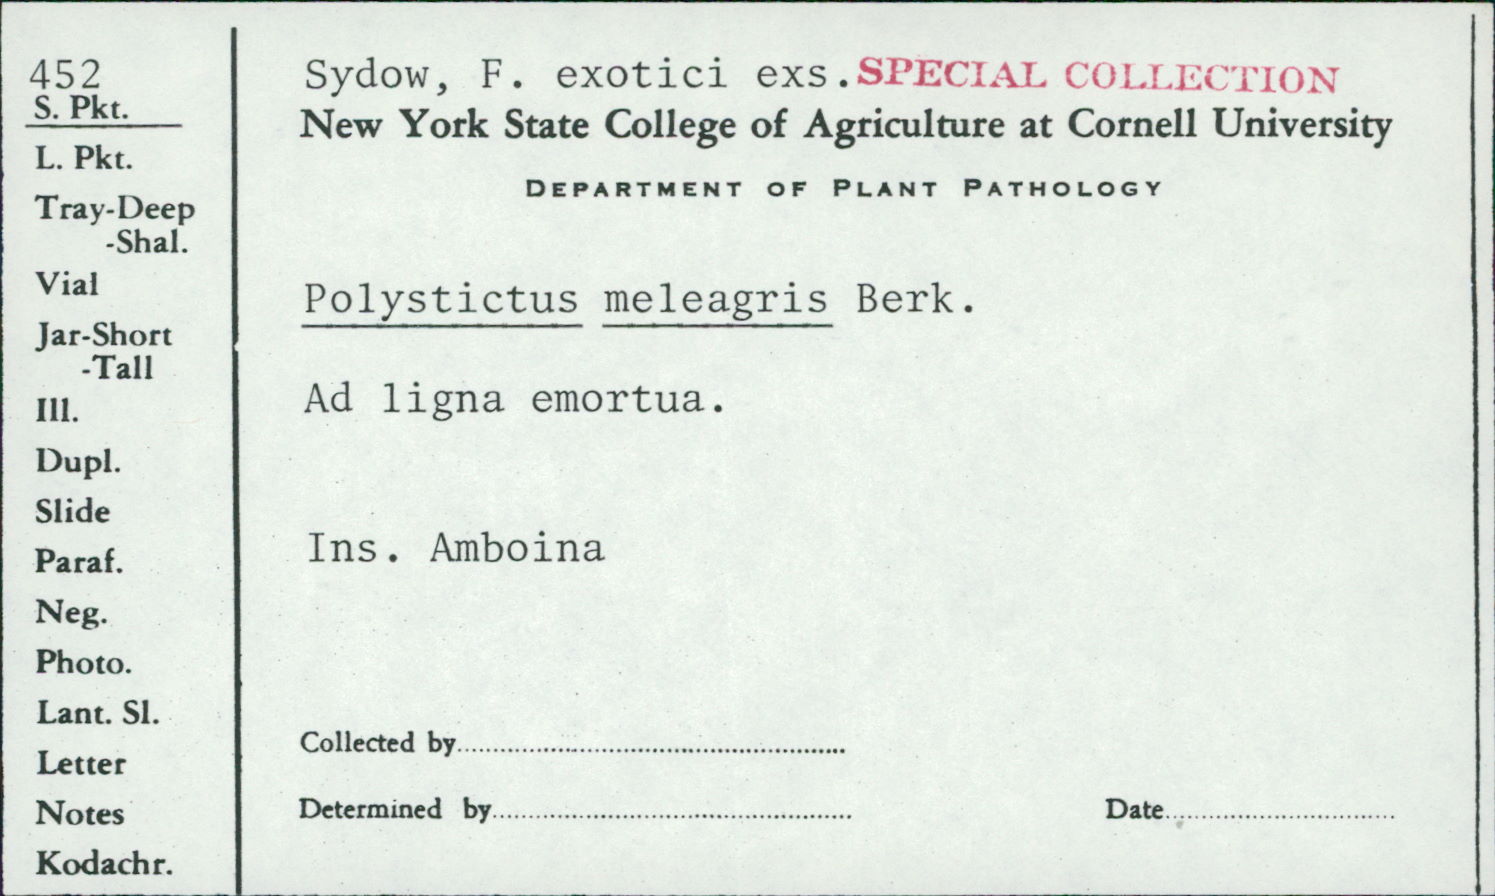 452
S. Pkt.
L. Pkt.
Tray-Deep
-Shal.
Vial
Jar-Short
-Tall
Ill.
Dupl.
Slide
Paraf.
Neg.
Photo.
Lant. Sl.
Letter
Notes
Kodachr.
Sydow, F. exotici exs. SPECIAL COLLECTION
New York State College of Agriculture at Cornell University
DEPARTMENT OF PLANT PATHOLOGY
Polystictus meleagris Berk.
Ad ligna emortua.
Ins. Amboina
Collected by
Determined by
Date